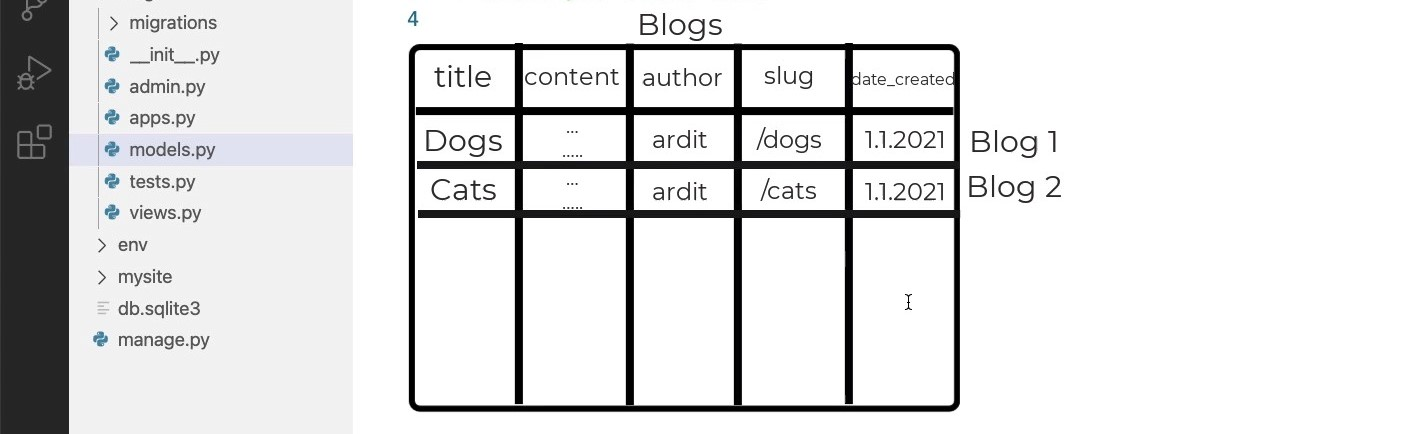 migrations
__init__.py
admin.py
apps.py
models.py
tests.py
views.py
env
mysite
db.sqlite3
manage.py
4
Blogs
title content author slug date_created
Dogs ... ..... ardit /dogs 1.1.2021 Blog 1
Cats ... ..... ardit /cats 1.1.2021 Blog 2